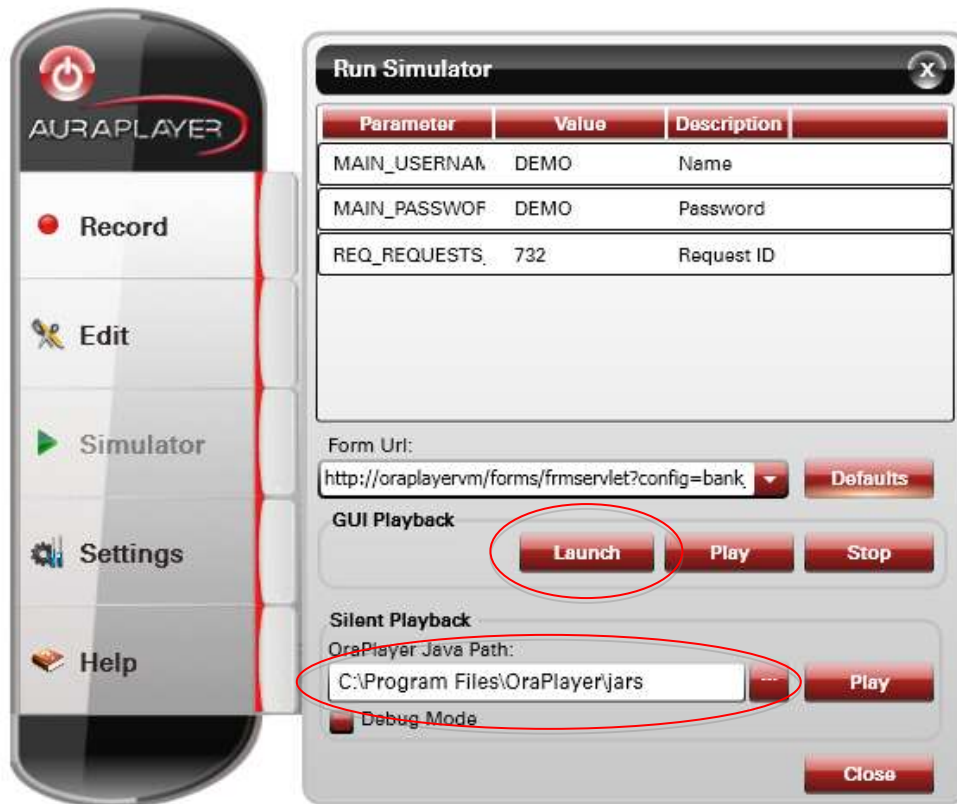 AURAPLAYER
Record
Edit
Simulator
Settings
Help
Run Simulator
X
Parameter Value Description
MAIN_USERNAM DEMO Name
MAIN_PASSWOR DEMO Password
REQ_REQUESTS_ 732 Request ID
Form Url:
http://oraplayervm/forms/frmservlet?config=bank_ Defaults
GUI Playback
Launch Play Stop
Silent Playback
OraPlayer Java Path:
C:\Program Files\OraPlayer\jars ... Play
Debug Mode
Close